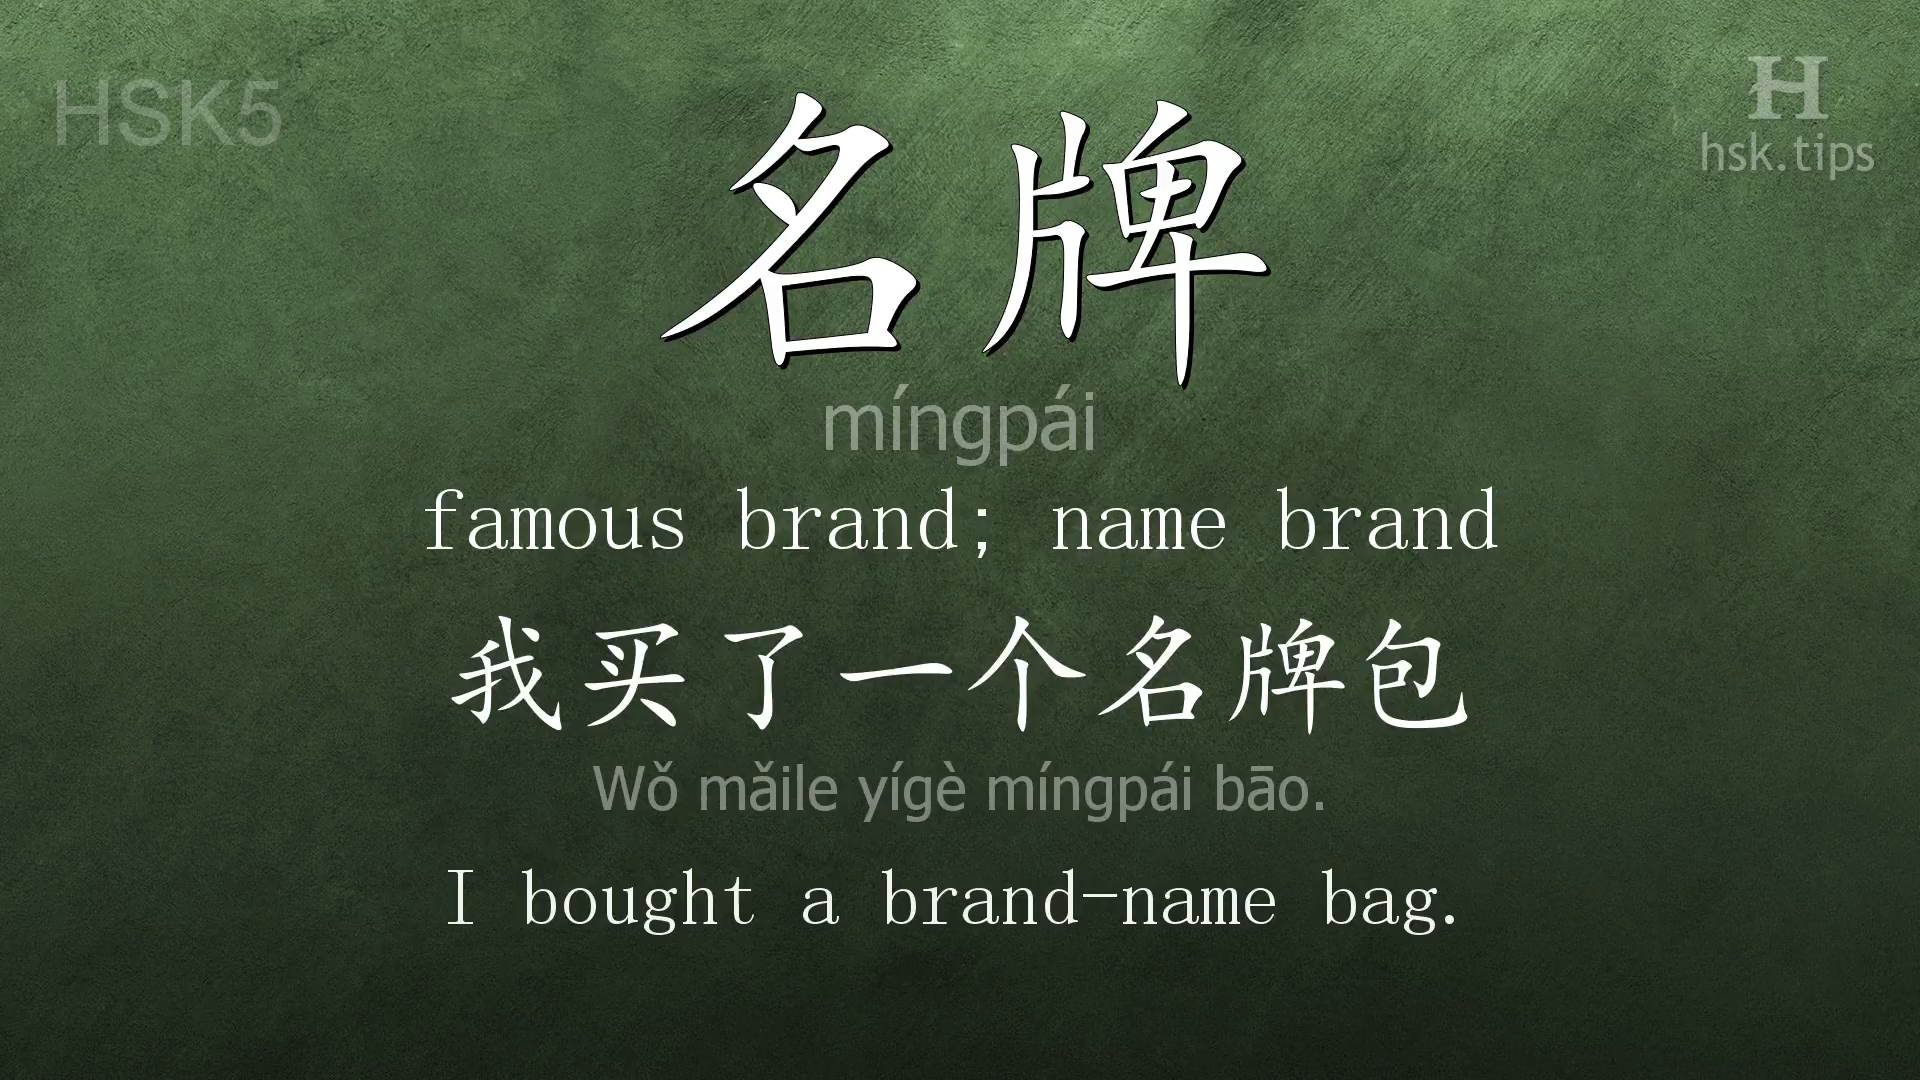 HSK5
H
hsk.tips
名牌
míngpái
famous brand; name brand
我买了一个名牌包
Wǒ mǎile yígè míngpái bāo.
I bought a brand-name bag.